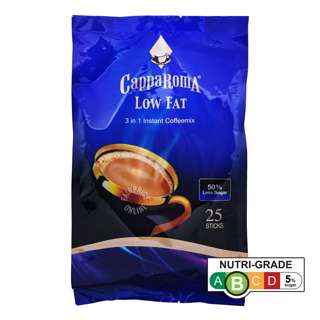 CappaRomA
Low Fat
3 in 1 Instant Coffeemix
50%
Less Sugar
25
STICKS
NUTRI-GRADE
A B C D 5%
sugar